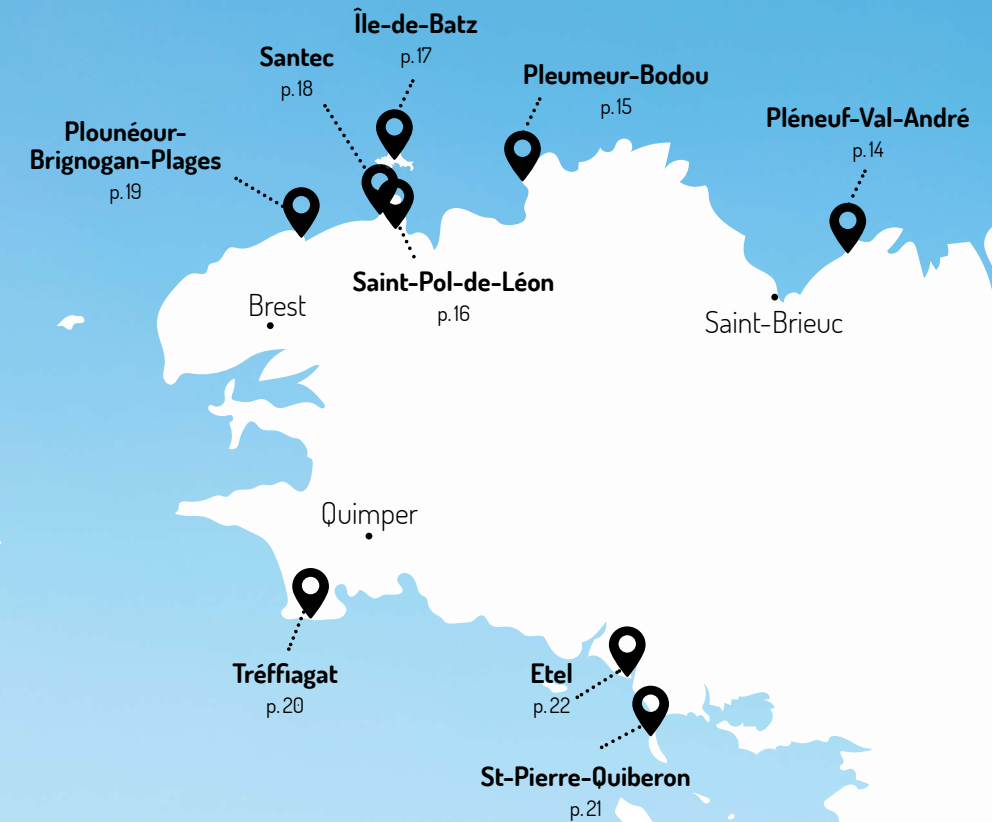 Île-de-Batz
p.17
Santec
p.18
Pleumeur-Bodou
p.15
Pléneuf-Val-André
p.14
Plounéour-
Brignogan-Plages
p.19
Saint-Pol-de-Léon
p.16
Brest
Saint-Brieuc
Quimper
Tréffiagat
p.20
Etel
p.22
St-Pierre-Quiberon
p.21